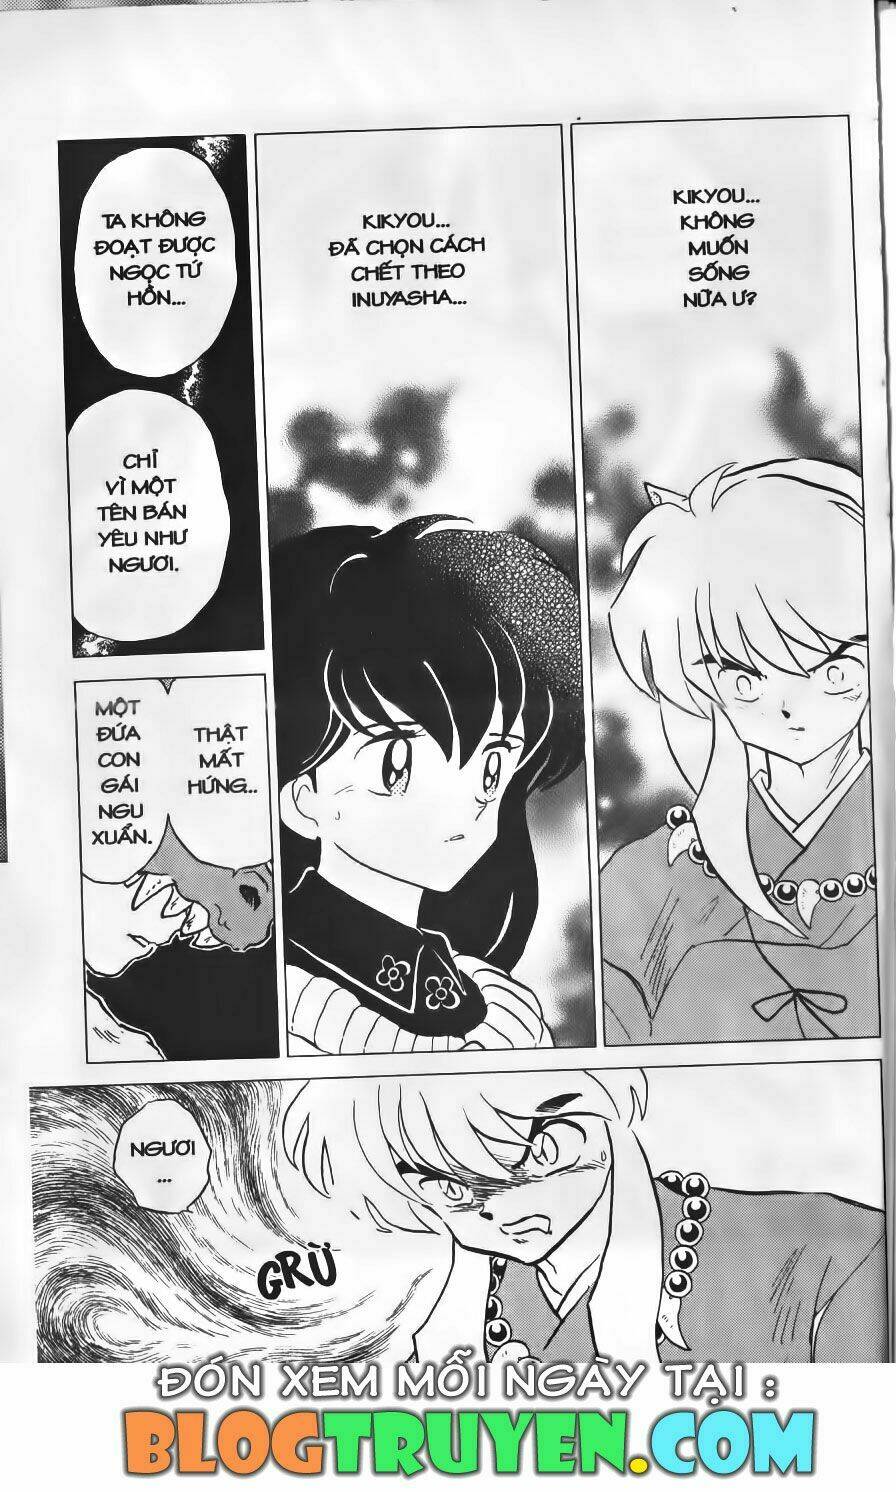 KIKYOU...
KHÔNG
MUỐN
SỐNG
NỮA Ư?
KIKYOU...
ĐÃ CHỌN CÁCH
CHẾT THEO
INUYASHA...
TA KHÔNG
ĐOẠT ĐƯỢC
NGỌC TỨ
HỒN...
CHỈ
VÌ MỘT
TÊN BÁN
YÊU NHƯ
NGƯƠI.
THẬT
MẤT
HỨNG...
MỘT
ĐỨA
CON
GÁI
NGU
XUẨN.
NGƯƠI
...
GRỪ
ĐÓN XEM MỖI NGÀY TẠI :
BLOGTRUYEN.COM